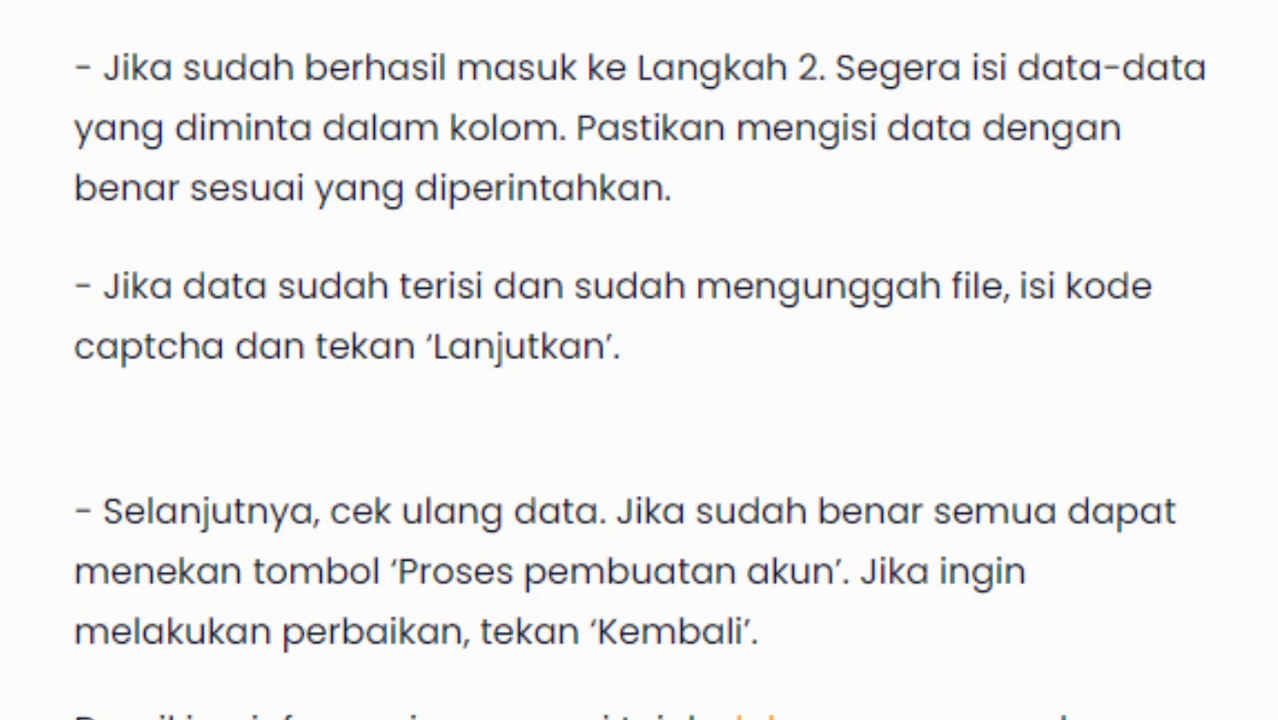 - Jika sudah berhasil masuk ke Langkah 2. Segera isi data-data
yang diminta dalam kolom. Pastikan mengisi data dengan
benar sesuai yang diperintahkan.
- Jika data sudah terisi dan sudah mengunggah file, isi kode
captcha dan tekan ‘Lanjutkan’.
- Selanjutnya, cek ulang data. Jika sudah benar semua dapat
menekan tombol ‘Proses pembuatan akun’. Jika ingin
melakukan perbaikan, tekan ‘Kembali’.